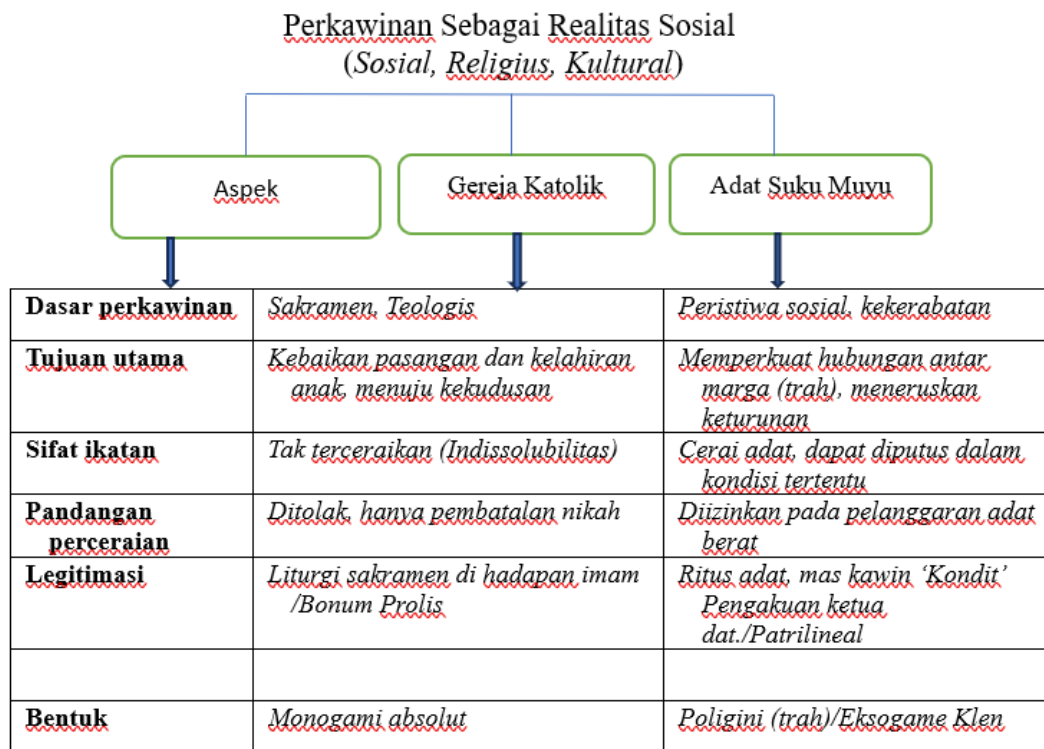 Perkawinan Sebagai Realitas Sosial
(Sosial, Religius, Kultural)
Aspek
Gereja Katolik
Adat Suku Muyu
Dasar perkawinan
Sakramen, Teologis
Peristiwa sosial, kekerabatan
Tujuan utama
Kebaikan pasangan dan kelahiran
anak, menuju kekudusan
Memperkuat hubungan antar
marga (trah), meneruskan
keturunan
Sifat ikatan
Tak terceraikan (Indissolubilitas)
Cerai adat, dapat diputus dalam
kondisi tertentu
Pandangan
perceraian
Ditolak, hanya pembatalan nikah
Diizinkan pada pelanggaran adat
berat
Legitimasi
Liturgi sakramen di hadapan imam
/Bonum Prolis
Ritus adat, mas kawin ‘Kondit’
Pengakuan ketua
dat./Patrilineal
Bentuk
Monogami absolut
Poligini (trah)/Eksogame Klen